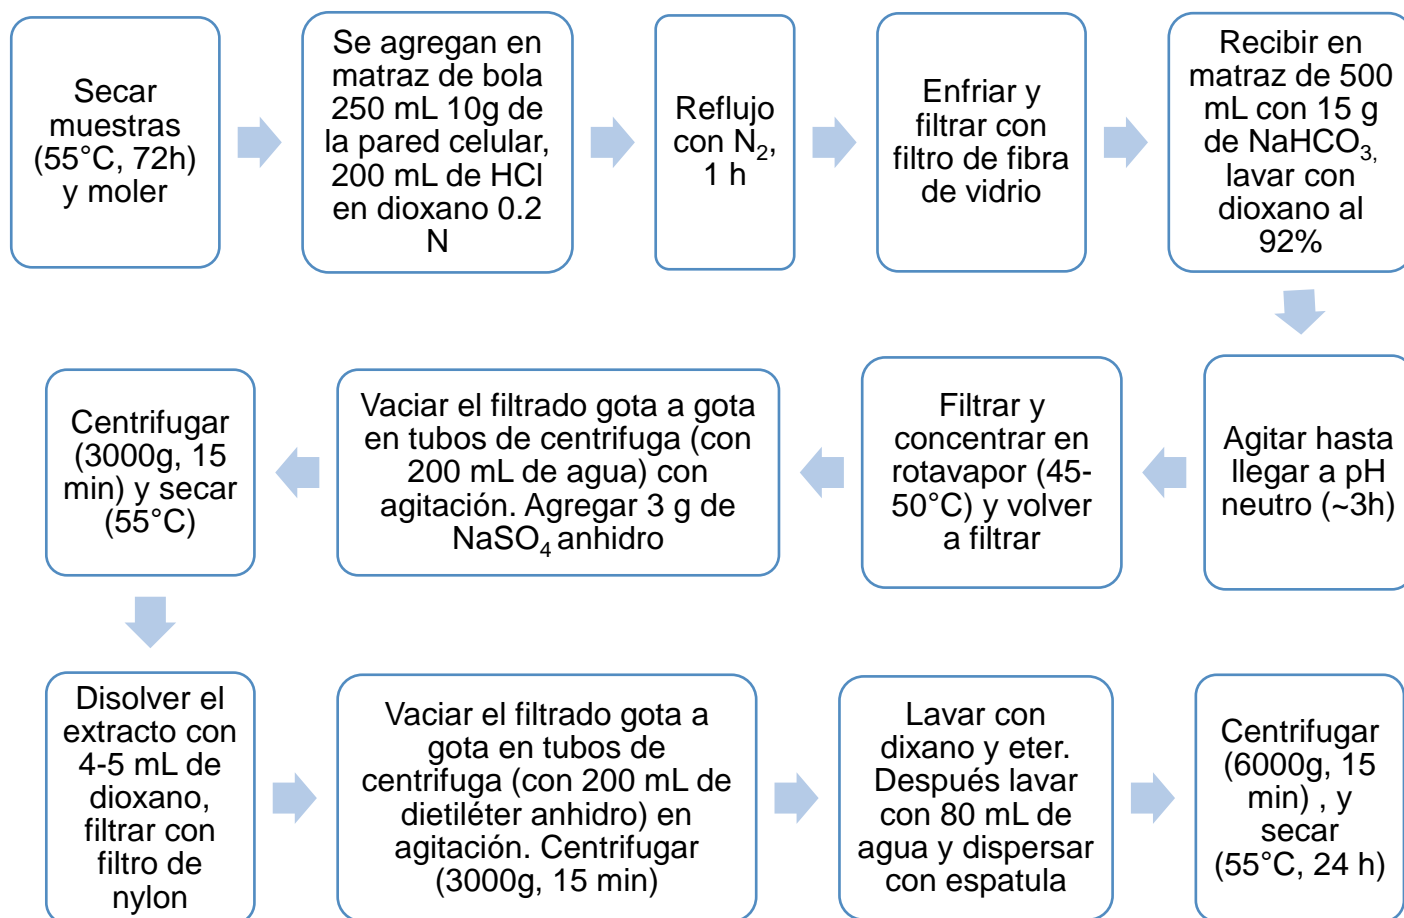 Secar
muestras
(55°C, 72h)
y moler
Se agregan en
matraz de bola
250 mL 10g de
la pared celular,
200 mL de HCl
en dioxano 0.2
N
Reflujo
con N₂,
1 h
Enfriar y
filtrar con
filtro de fibra
de vidrio
Recibir en
matraz de 500
mL con 15 g
de NaHCO₃,
lavar con
dioxano al
92%
Agitar hasta
llegar a pH
neutro (~3h)
Filtrar y
concentrar en
rotavapor (45-
50°C) y volver
a filtrar
Vaciar el filtrado gota a gota
en tubos de centrifuga (con
200 mL de agua) con
agitación. Agregar 3 g de
NaSO₄ anhidro
Centrifugar
(3000g, 15
min) y secar
(55°C)
Disolver el
extracto con
4-5 mL de
dioxano,
filtrar con
filtro de
nylon
Vaciar el filtrado gota a
gota en tubos de
centrifuga (con 200 mL de
dietiléter anhidro) en
agitación. Centrifugar
(3000g, 15 min)
Lavar con
dixano y eter.
Después lavar
con 80 mL de
agua y dispersar
con espatula
Centrifugar
(6000g, 15
min) , y
secar
(55°C, 24 h)